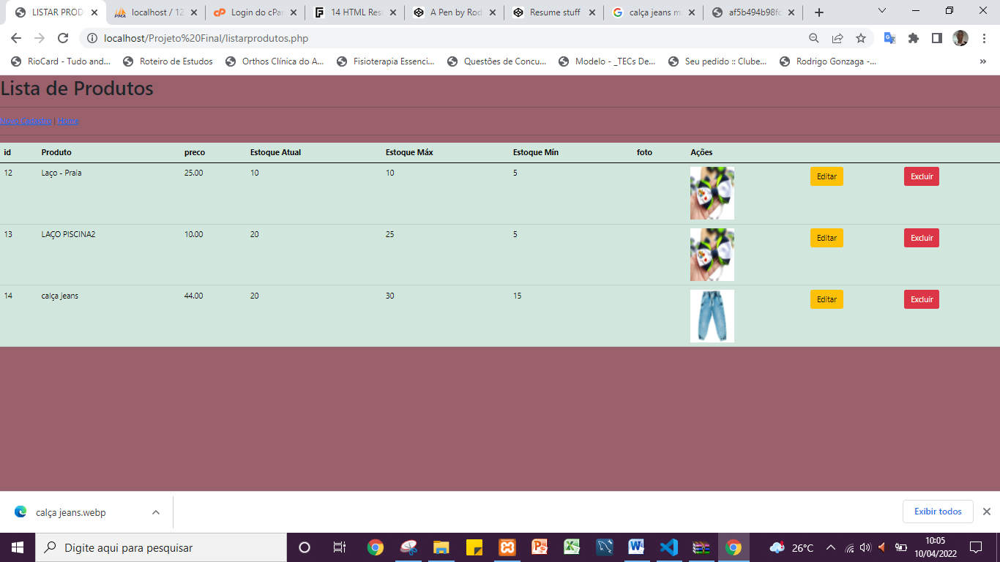 LISTAR PROD
localhost / 12
Login do cPar
14 HTML Resu
A Pen by Rod
Resume stuff
calça jeans m
af5b494b98fc
localhost/Projeto%20Final/listarprodutos.php
RioCard - Tudo and...
Roteiro de Estudos
Orthos Clínica do A...
Fisioterapia Essenci...
Questões de Concu...
Modelo - _TECs De...
Seu pedido :: Clube...
Rodrigo Gonzaga -...
»
Lista de Produtos
Novo Cadastro | Home
id Produto preco Estoque Atual Estoque Máx Estoque Mín foto Ações
12 Laço - Praia 25.00 10 10 5 Editar Excluir
13 LAÇO PISCINA2 10.00 20 25 5 Editar Excluir
14 calça jeans 44.00 20 30 15 Editar Excluir
calça jeans.webp
Exibir todos
Digite aqui para pesquisar
26°C
10:05
10/04/2022